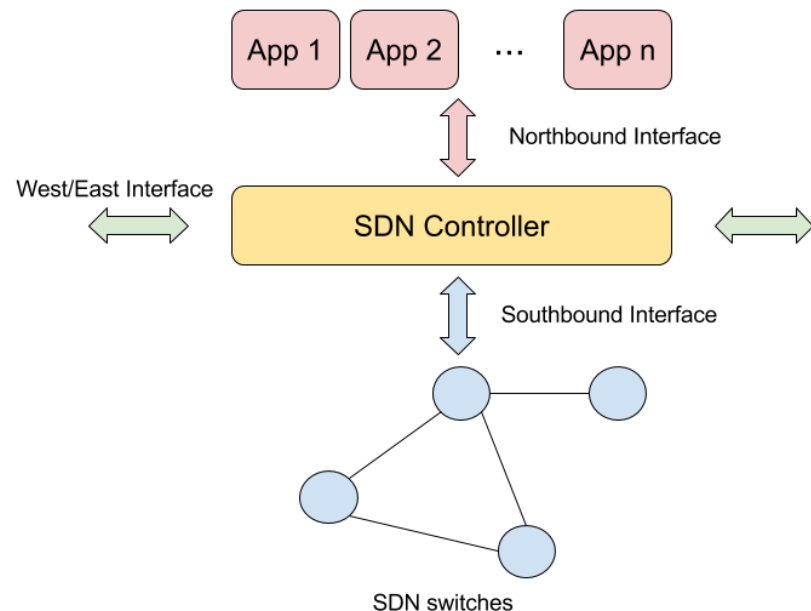 App 1 App 2 ... App n
Northbound Interface
West/East Interface
SDN Controller
Southbound Interface
SDN switches